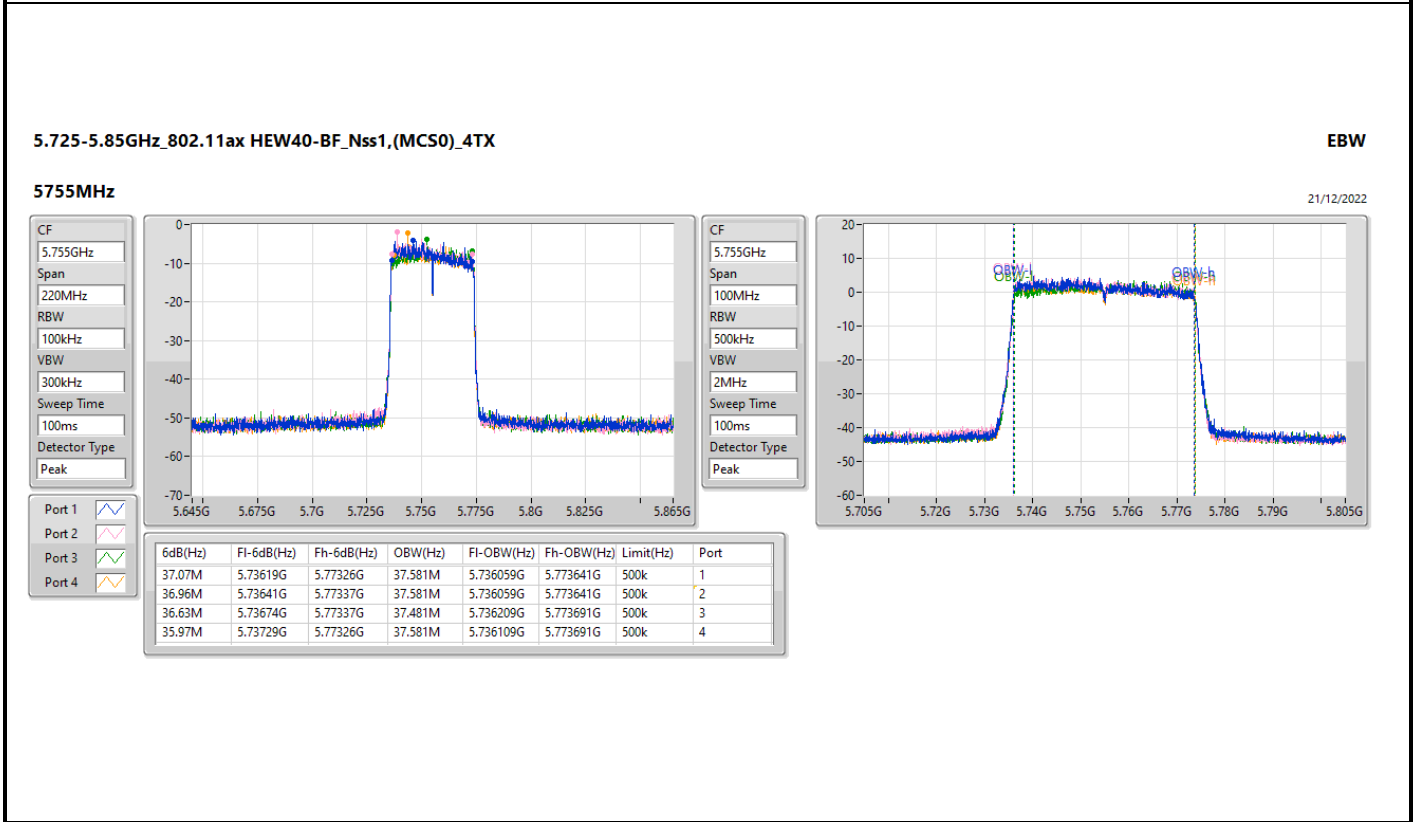 5.725-5.85GHz_802.11ax HEW40-BF_Nss1,(MCS0)_4TX
EBW
5755MHz
21/12/2022
CF
5.755GHz
Span
220MHz
RBW
100kHz
VBW
300kHz
Sweep Time
100ms
Detector Type
Peak
0
-10
-20
-30
-40
-50
-60
-70
5.645G 5.675G 5.7G 5.725G 5.75G 5.775G 5.8G 5.825G 5.865G
CF
5.755GHz
Span
100MHz
RBW
500kHz
VBW
2MHz
Sweep Time
100ms
Detector Type
Peak
20
10
0
-10
-20
-30
-40
-50
-60
OBW-l
OBW-h
5.705G 5.72G 5.73G 5.74G 5.75G 5.76G 5.77G 5.78G 5.79G 5.805G
Port 1
Port 2
Port 3
Port 4
6dB(Hz) Fl-6dB(Hz) Fh-6dB(Hz) OBW(Hz) Fl-OBW(Hz) Fh-OBW(Hz) Limit(Hz) Port
37.07M 5.73619G 5.77326G 37.581M 5.736059G 5.773641G 500k 1
36.96M 5.73641G 5.77337G 37.581M 5.736059G 5.773641G 500k 2
36.63M 5.73674G 5.77337G 37.481M 5.736209G 5.773691G 500k 3
35.97M 5.73729G 5.77326G 37.581M 5.736109G 5.773691G 500k 4